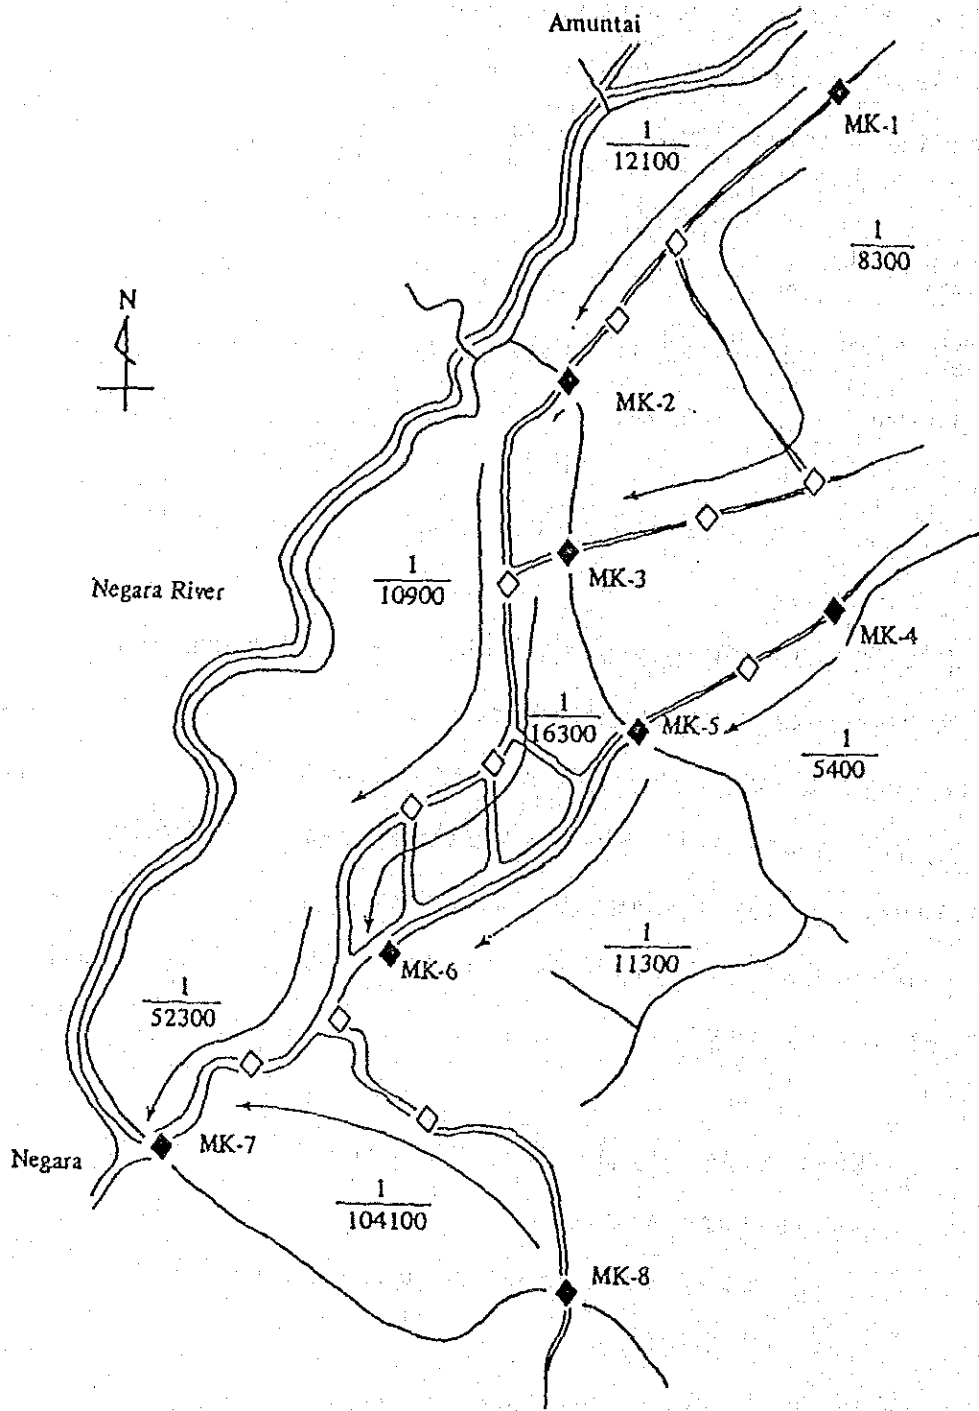 Amuntai
MK-1
1
12100
1
8300
N
MK-2
Negara River
1
10900
MK-3
MK-4
1
16300
MK-5
1
5400
1
11300
MK-6
1
52300
MK-7
Negara
1
104100
MK-8